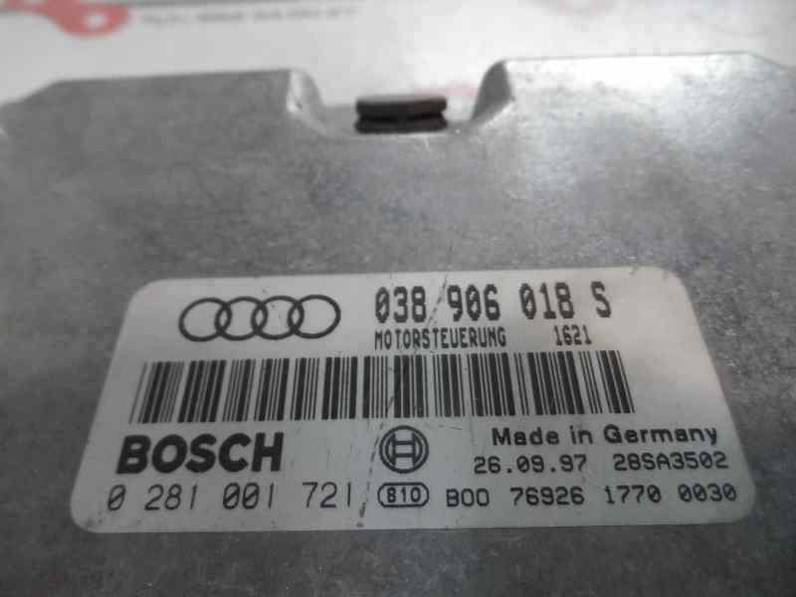 038 906 018 S
MOTORSTEUERUNG 1621
BOSCH
Made in Germany
26.09.97 28SA3502
0 281 001 721 810 B00 76926 1770 0030